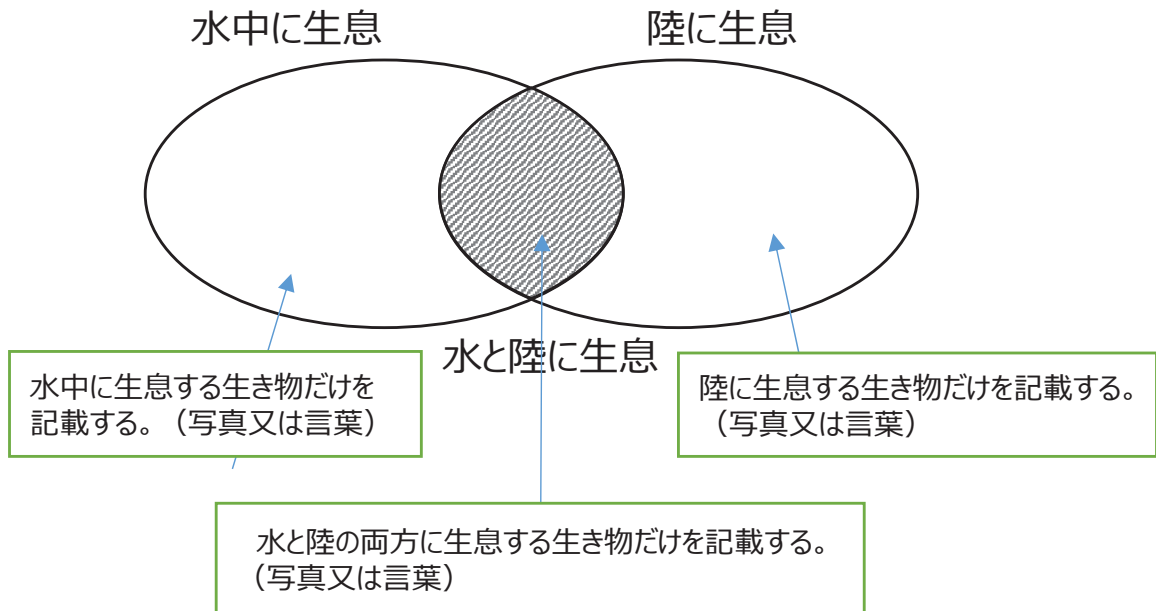 水中に生息
陸に生息
水と陸に生息
水中に生息する生き物だけを
記載する。（写真又は言葉）
陸に生息する生き物だけを記載する。
（写真又は言葉）
水と陸の両方に生息する生き物だけを記載する。
（写真又は言葉）